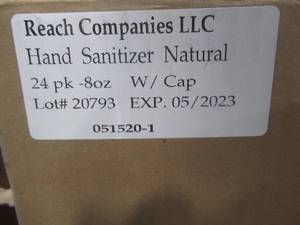 Reach Companies LLC
Hand Sanitizer Natural
24 pk -8oz W/ Cap
Lot# 20793 EXP. 05/2023
051520-1